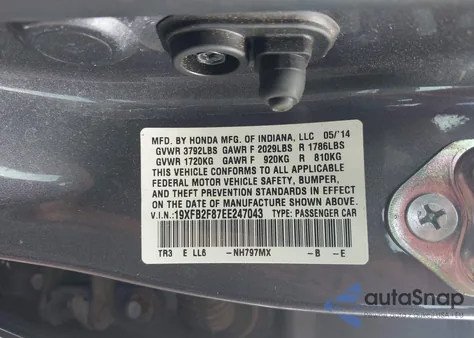 MFD. BY HONDA MFG. OF INDIANA, LLC 05/'14
GVWR 3792LBS GAWR F 2029LBS R 1786LBS
GVWR 1720KG GAWR F 920KG R 810KG
THIS VEHICLE CONFORMS TO ALL APPLICABLE
FEDERAL MOTOR VEHICLE SAFETY, BUMPER,
AND THEFT PREVENTION STANDARDS IN EFFECT
ON THE DATE OF MANUFACTURE SHOWN ABOVE.
V.I.N.: 19XFB2F87EE247043 TYPE: PASSENGER CAR
TR3 E LL6 -NH797MX -B -E
autoSnap